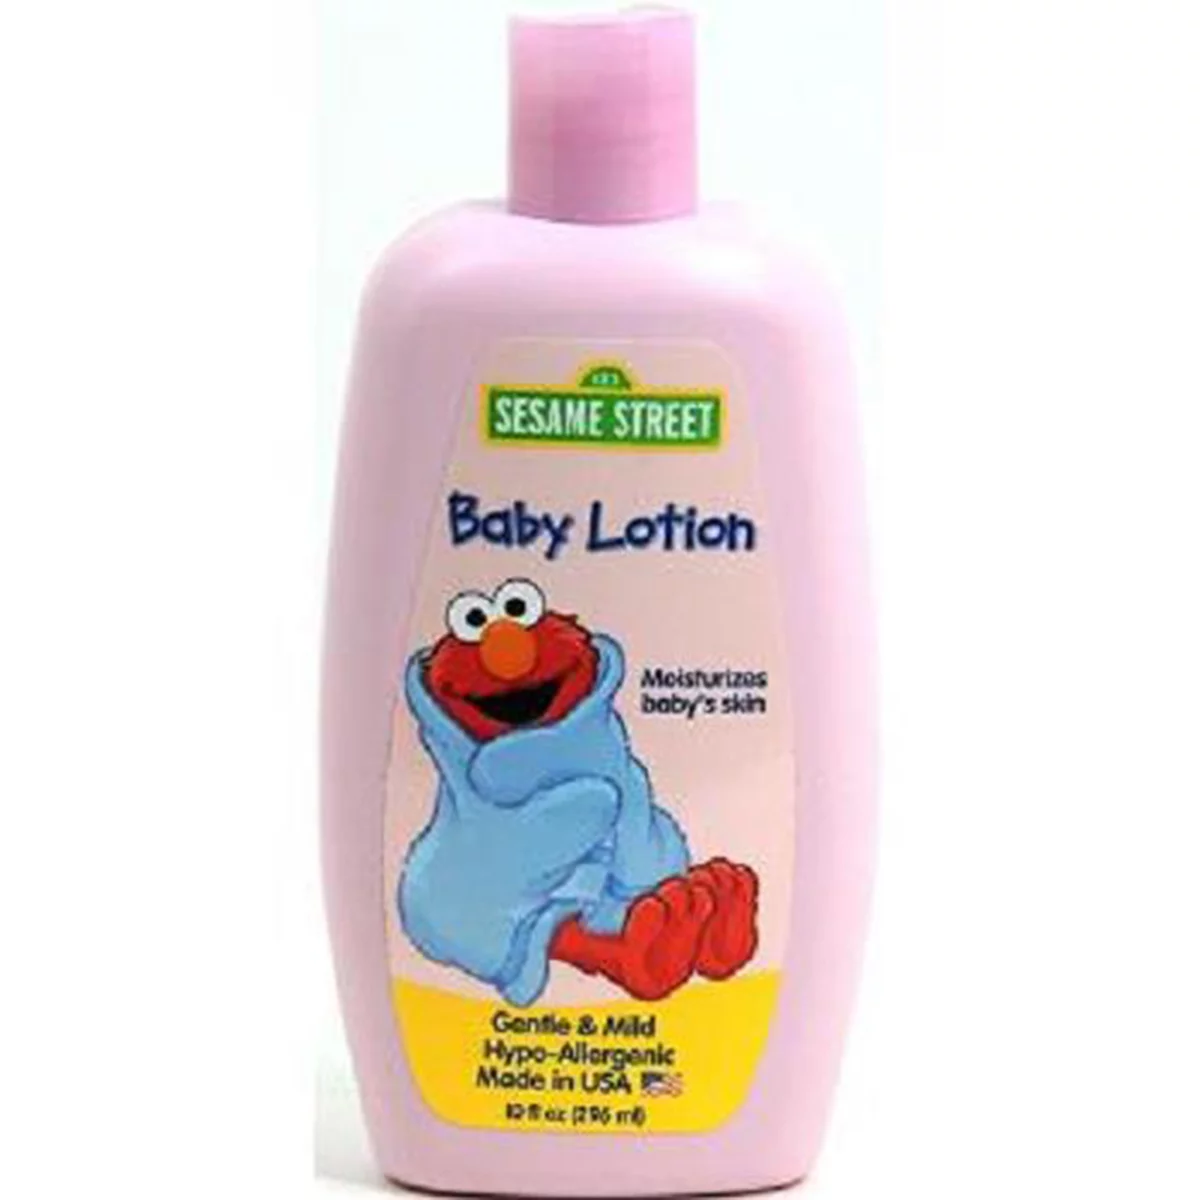 SESAME STREET
Baby Lotion
Moisturizes
baby's skin
Gentle & Mild
Hypo-Allergenic
Made in USA
10 fl oz (296 ml)